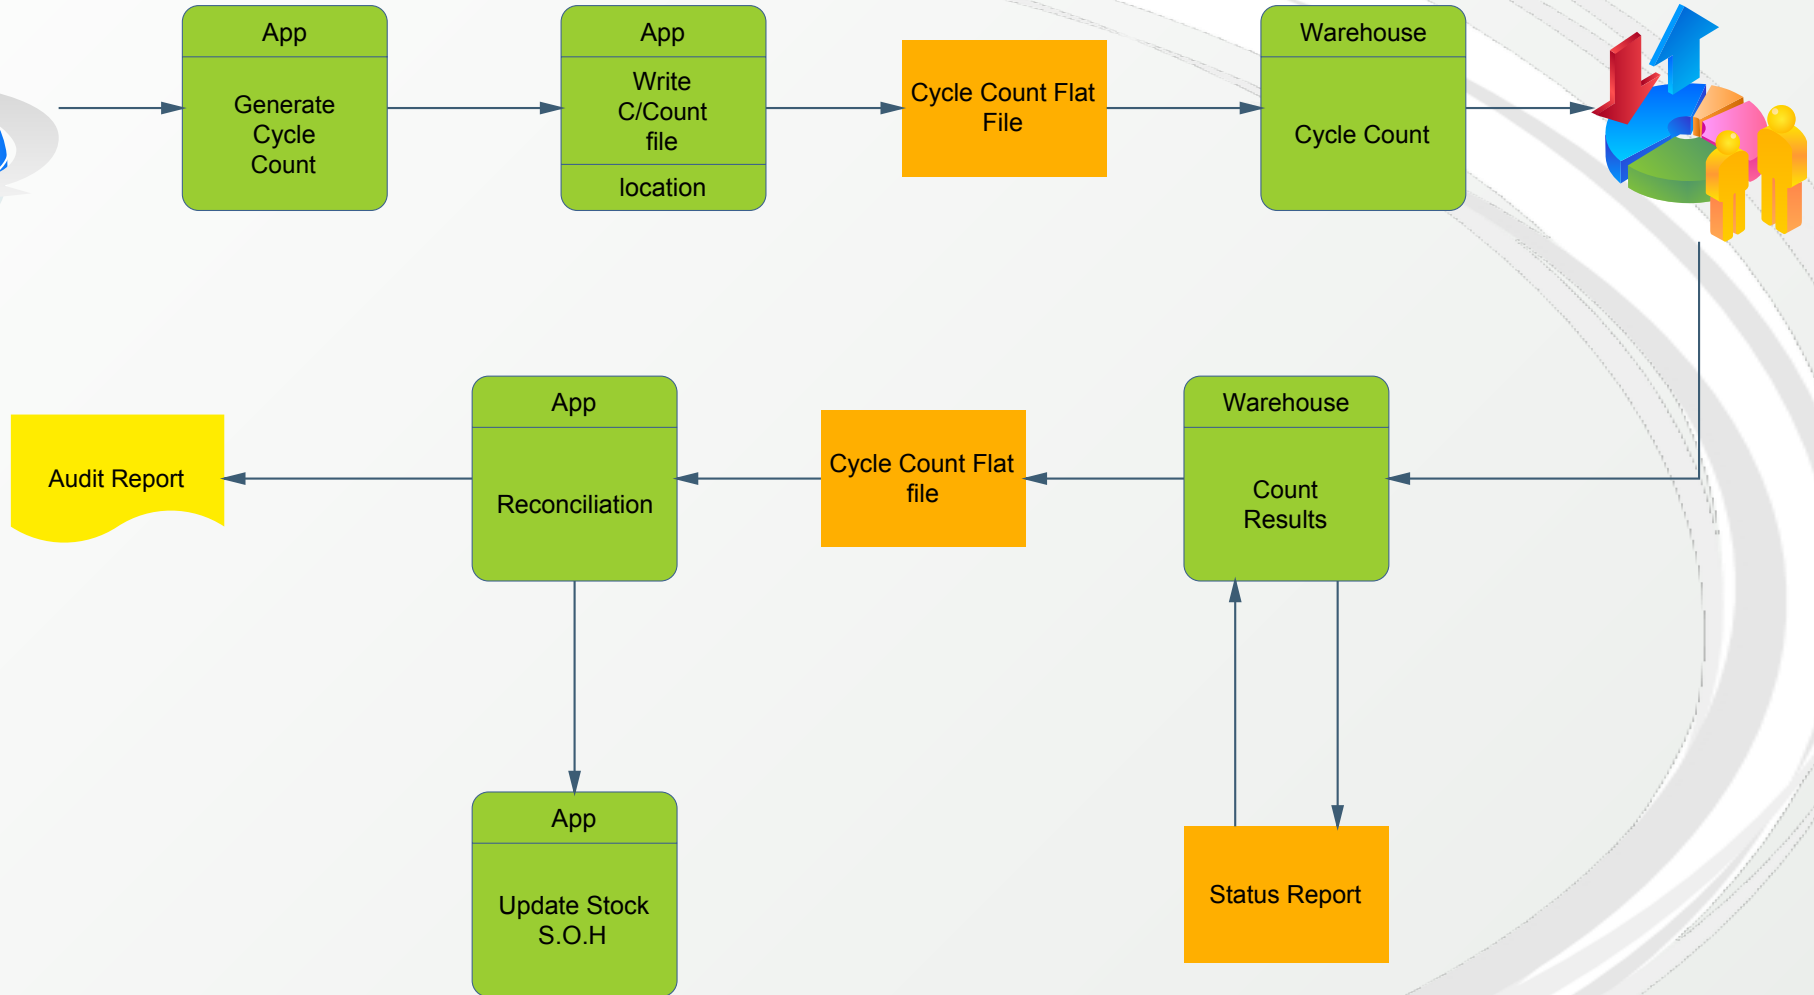 App
Generate
Cycle
Count
App
Write
C/Count
file
location
Cycle Count Flat
File
Warehouse
Cycle Count
Audit Report
App
Reconciliation
Cycle Count Flat
file
Warehouse
Count
Results
App
Update Stock
S.O.H
Status Report